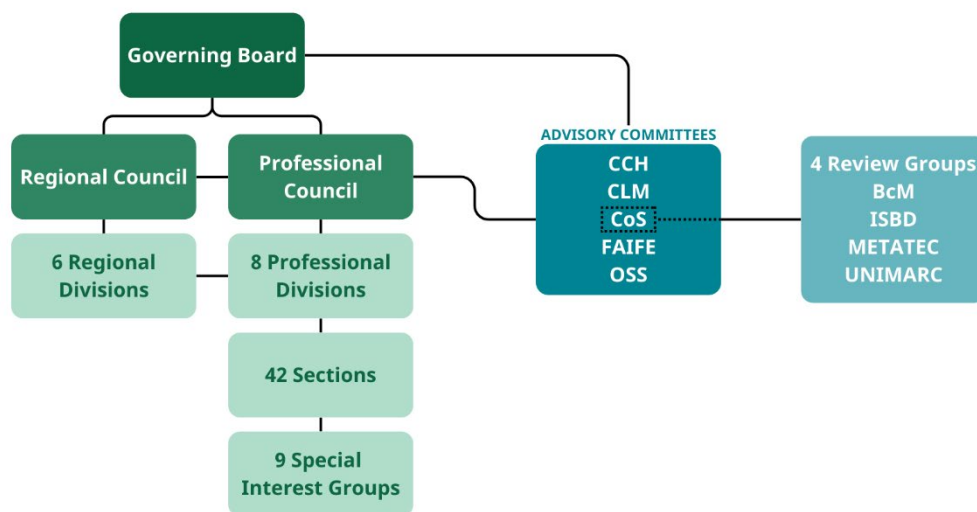 Governing Board
Regional Council
Professional
Council
6 Regional
Divisions
8 Professional
Divisions
42 Sections
9 Special
Interest Groups
ADVISORY COMMITTEES
CCH
CLM
CoS
FAIFE
OSS
4 Review Groups
BcM
ISBD
METATEC
UNIMARC